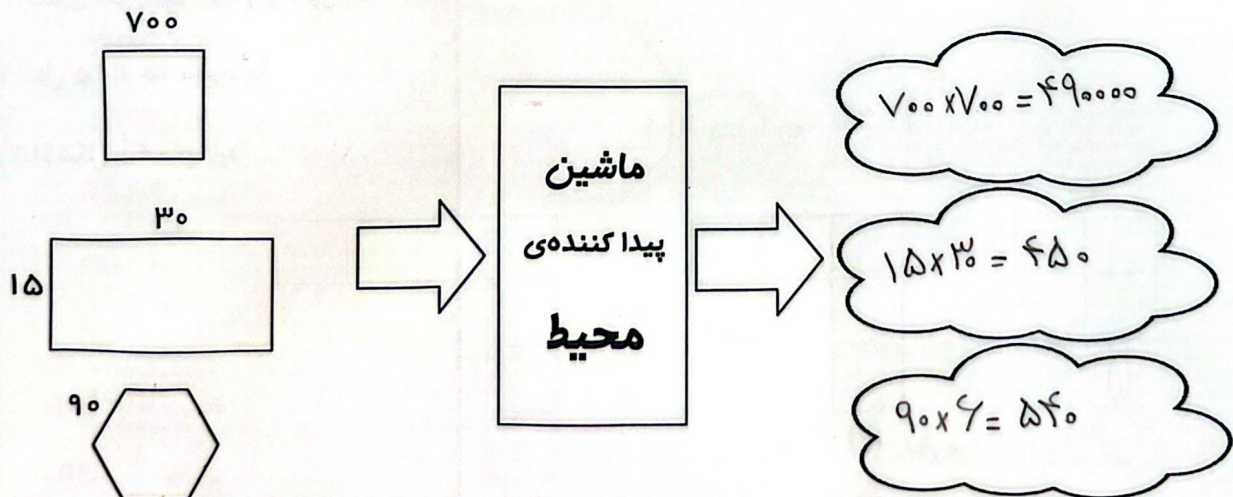 ۷۰۰
۳۰
۱۵
۹۰
ماشین
پیدا کننده‌ی
محیط
۷۰۰×۷۰۰ = ۴۹۰۰۰۰
۱۵×۳۰ = ۴۵۰
۹۰×۶ = ۵۴۰